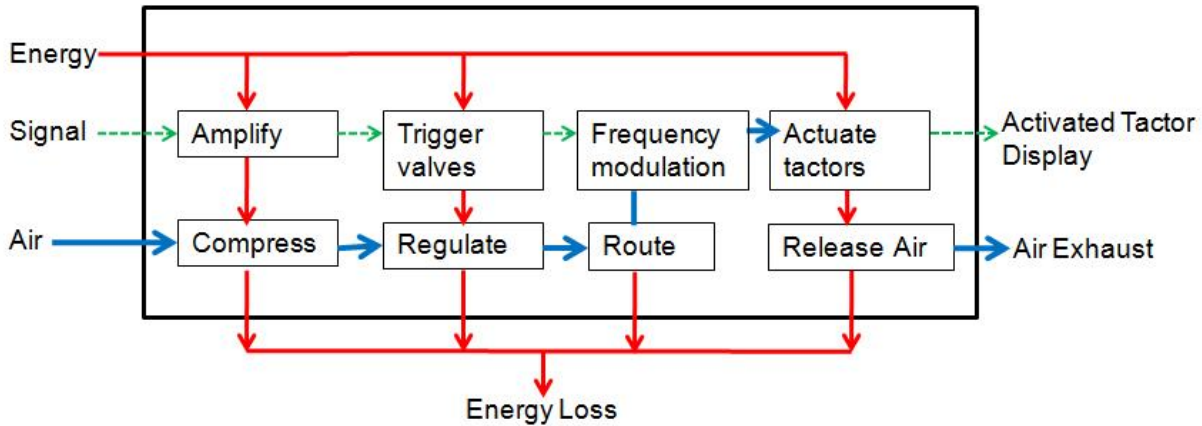 Energy
Signal
Amplify
Trigger
valves
Frequency
modulation
Actuate
tactors
Activated Tactor
Display
Air
Compress
Regulate
Route
Release Air
Air Exhaust
Energy Loss